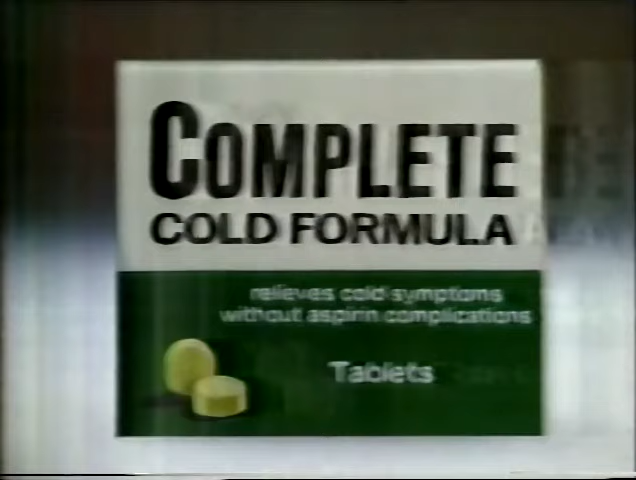 COMPLETE
COLD FORMULA
relieves cold symptoms
without aspirin complications
Tablets